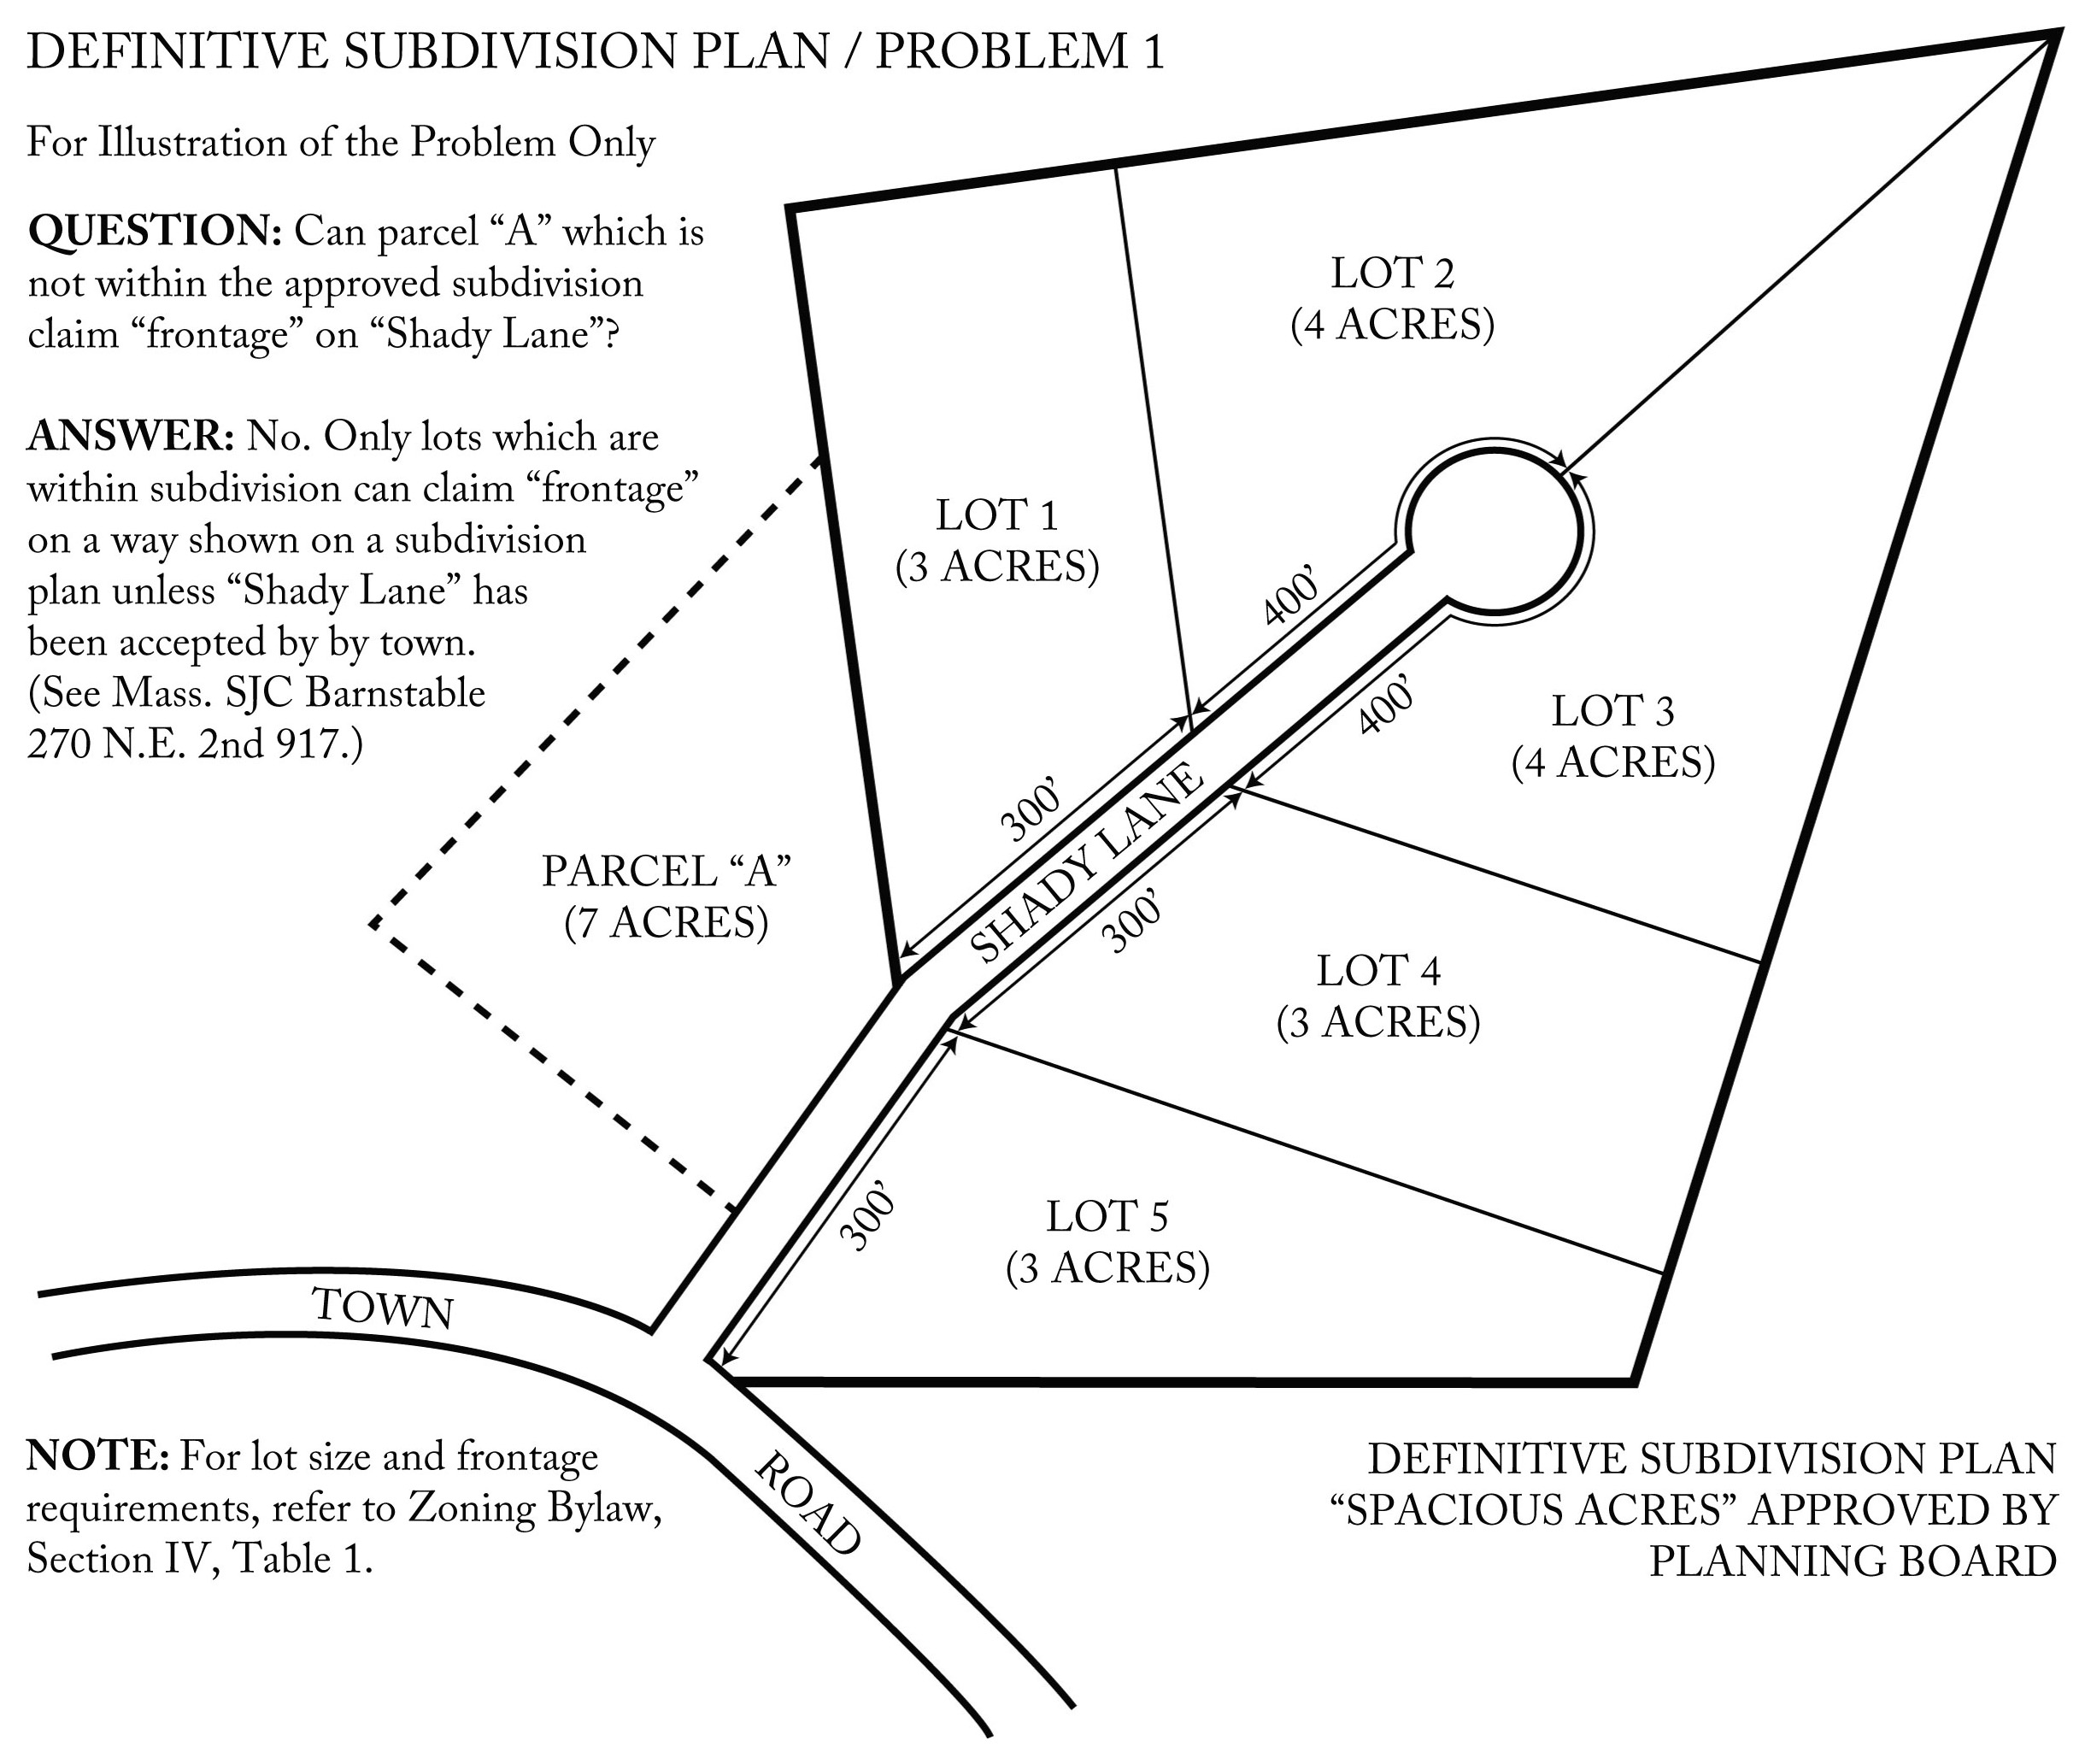 DEFINITIVE SUBDIVISION PLAN / PROBLEM 1
For Illustration of the Problem Only
QUESTION: Can parcel “A” which is
not within the approved subdivision
claim “frontage” on “Shady Lane”?
ANSWER: No. Only lots which are
within subdivision can claim “frontage”
on a way shown on a subdivision
plan unless “Shady Lane” has
been accepted by by town.
(See Mass. SJC Barnstable
270 N.E. 2nd 917.)
LOT 1
(3 ACRES)
LOT 2
(4 ACRES)
400’
400’
LOT 3
(4 ACRES)
300’
SHADY LANE
300’
PARCEL “A”
(7 ACRES)
LOT 4
(3 ACRES)
300’
LOT 5
(3 ACRES)
TOWN
ROAD
NOTE: For lot size and frontage
requirements, refer to Zoning Bylaw,
Section IV, Table 1.
DEFINITIVE SUBDIVISION PLAN
“SPACIOUS ACRES” APPROVED BY
PLANNING BOARD